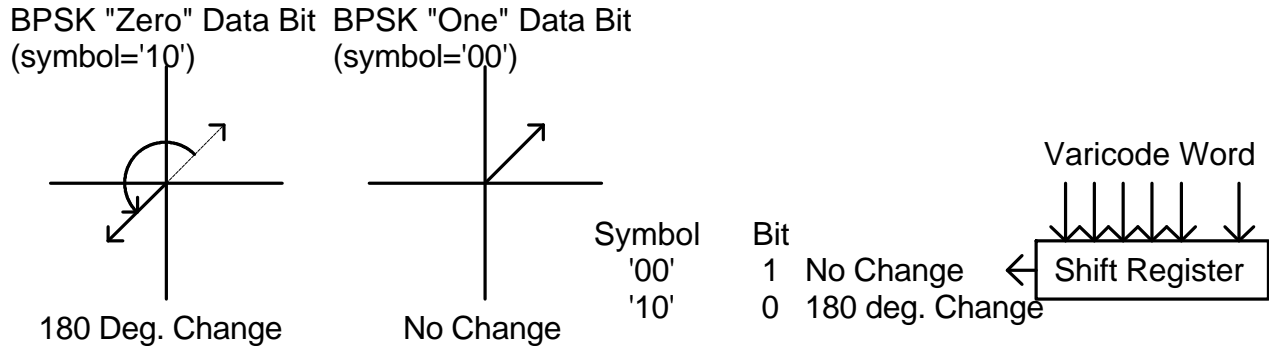 BPSK "Zero" Data Bit
(symbol='10')
BPSK "One" Data Bit
(symbol='00')
180 Deg. Change
No Change
Symbol Bit
'00' 1 No Change
'10' 0 180 deg. Change
Varicode Word
Shift Register